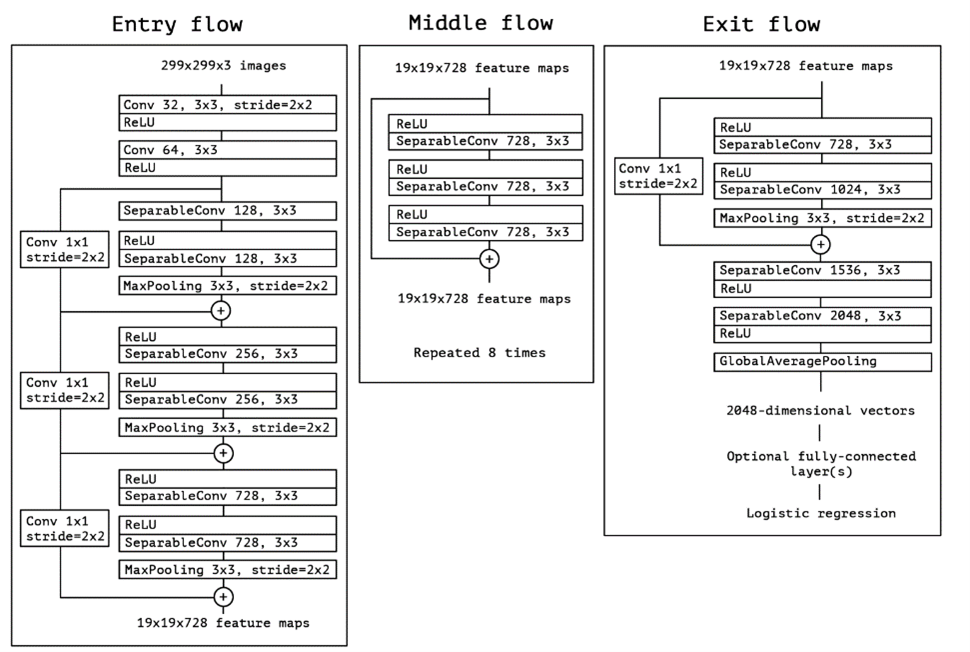 Entry flow
299x299x3 images
Conv 32, 3x3, stride=2x2
ReLU
Conv 64, 3x3
ReLU
SeparableConv 128, 3x3
Conv 1x1
stride=2x2
ReLU
SeparableConv 128, 3x3
MaxPooling 3x3, stride=2x2
+
ReLU
SeparableConv 256, 3x3
Conv 1x1
stride=2x2
ReLU
SeparableConv 256, 3x3
MaxPooling 3x3, stride=2x2
+
ReLU
SeparableConv 728, 3x3
Conv 1x1
stride=2x2
ReLU
SeparableConv 728, 3x3
MaxPooling 3x3, stride=2x2
+
19x19x728 feature maps
Middle flow
19x19x728 feature maps
ReLU
SeparableConv 728, 3x3
ReLU
SeparableConv 728, 3x3
ReLU
SeparableConv 728, 3x3
+
19x19x728 feature maps
Repeated 8 times
Exit flow
19x19x728 feature maps
ReLU
SeparableConv 728, 3x3
Conv 1x1
stride=2x2
ReLU
SeparableConv 1024, 3x3
MaxPooling 3x3, stride=2x2
+
SeparableConv 1536, 3x3
ReLU
SeparableConv 2048, 3x3
ReLU
GlobalAveragePooling
2048-dimensional vectors
Optional fully-connected
layer(s)
Logistic regression